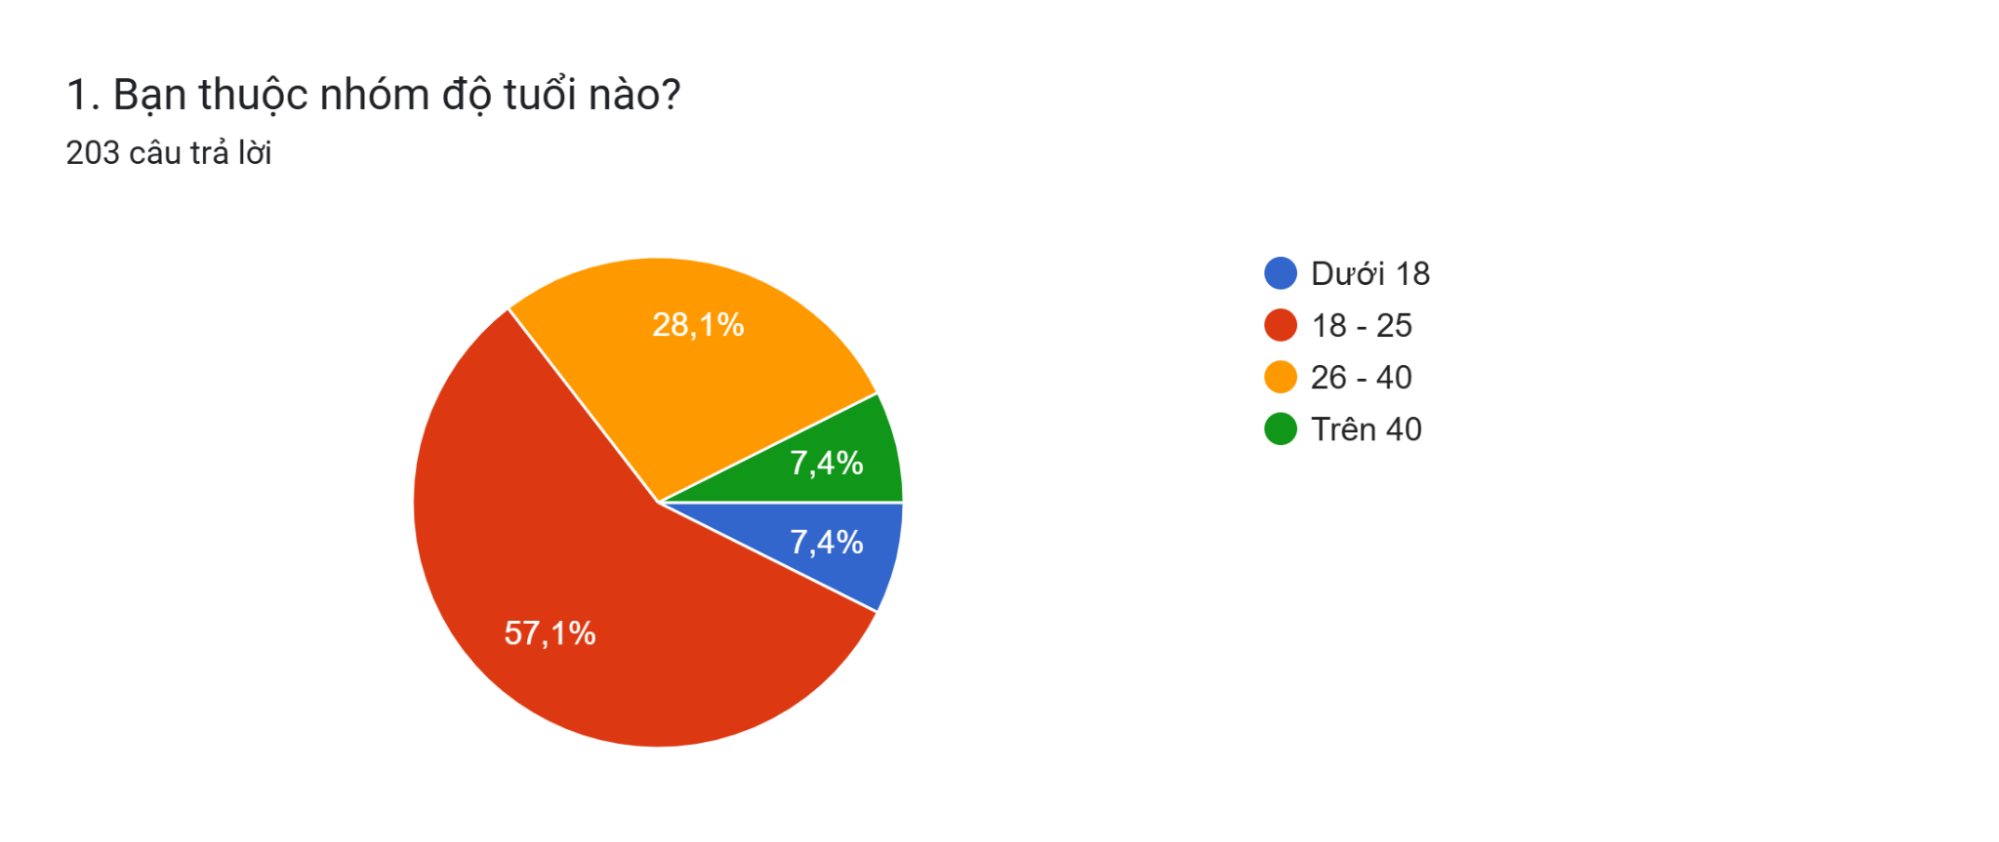 1. Bạn thuộc nhóm độ tuổi nào?
203 câu trả lời
28,1%
7,4%
7,4%
57,1%
Dưới 18
18 - 25
26 - 40
Trên 40